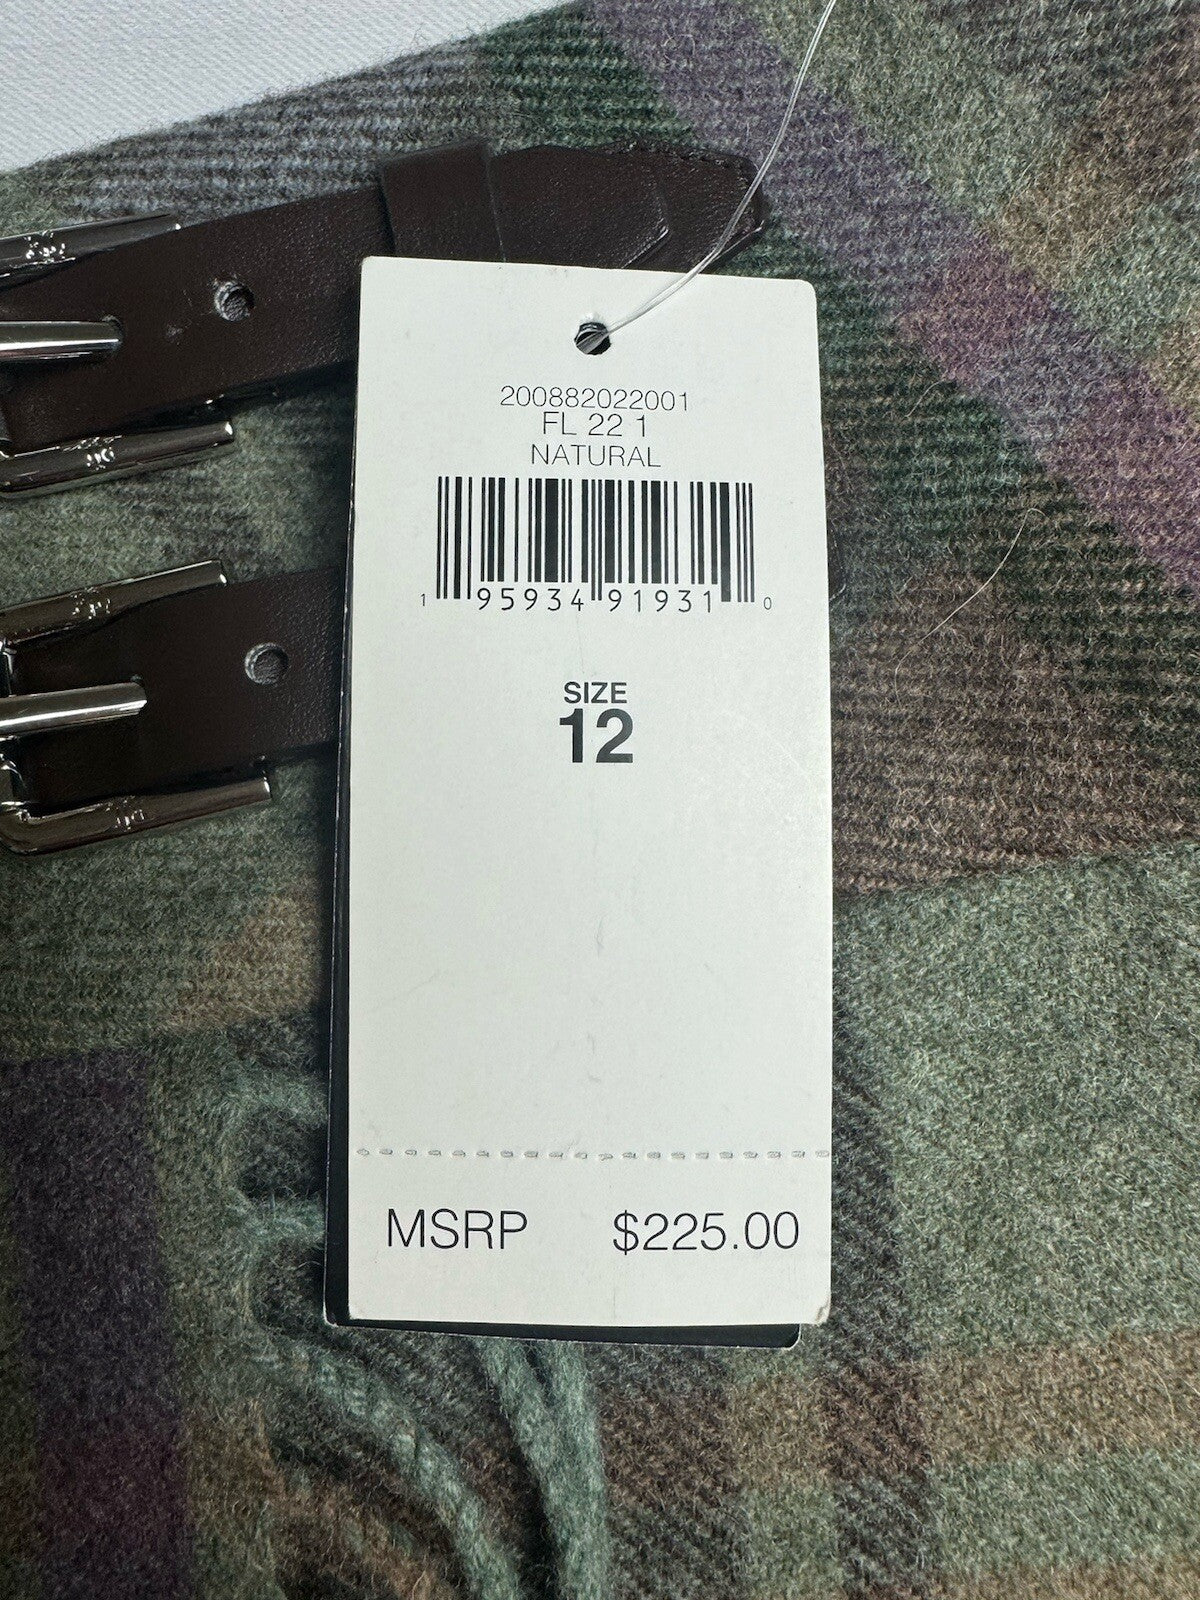 200882022001
FL 22 1
NATURAL
1 95934 91931 0
SIZE
12
MSRP $225.00